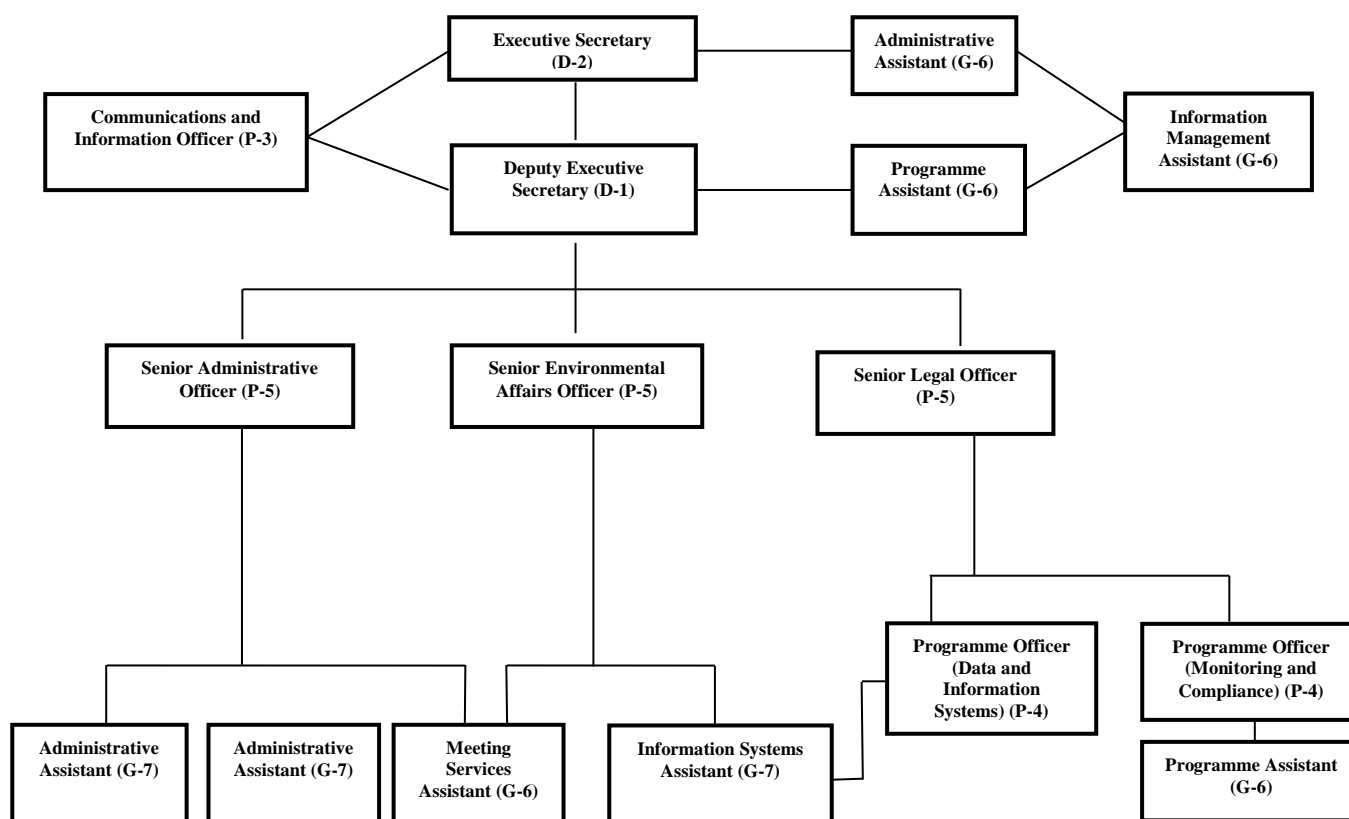 Executive Secretary
(D-2)
Administrative
Assistant (G-6)
Communications and
Information Officer (P-3)
Information
Management
Assistant (G-6)
Deputy Executive
Secretary (D-1)
Programme
Assistant (G-6)
Senior Administrative
Officer (P-5)
Senior Environmental
Affairs Officer (P-5)
Senior Legal Officer
(P-5)
Programme Officer
(Data and
Information
Systems) (P-4)
Programme Officer
(Monitoring and
Compliance) (P-4)
Administrative
Assistant (G-7)
Administrative
Assistant (G-7)
Meeting
Services
Assistant (G-6)
Information Systems
Assistant (G-7)
Programme Assistant
(G-6)